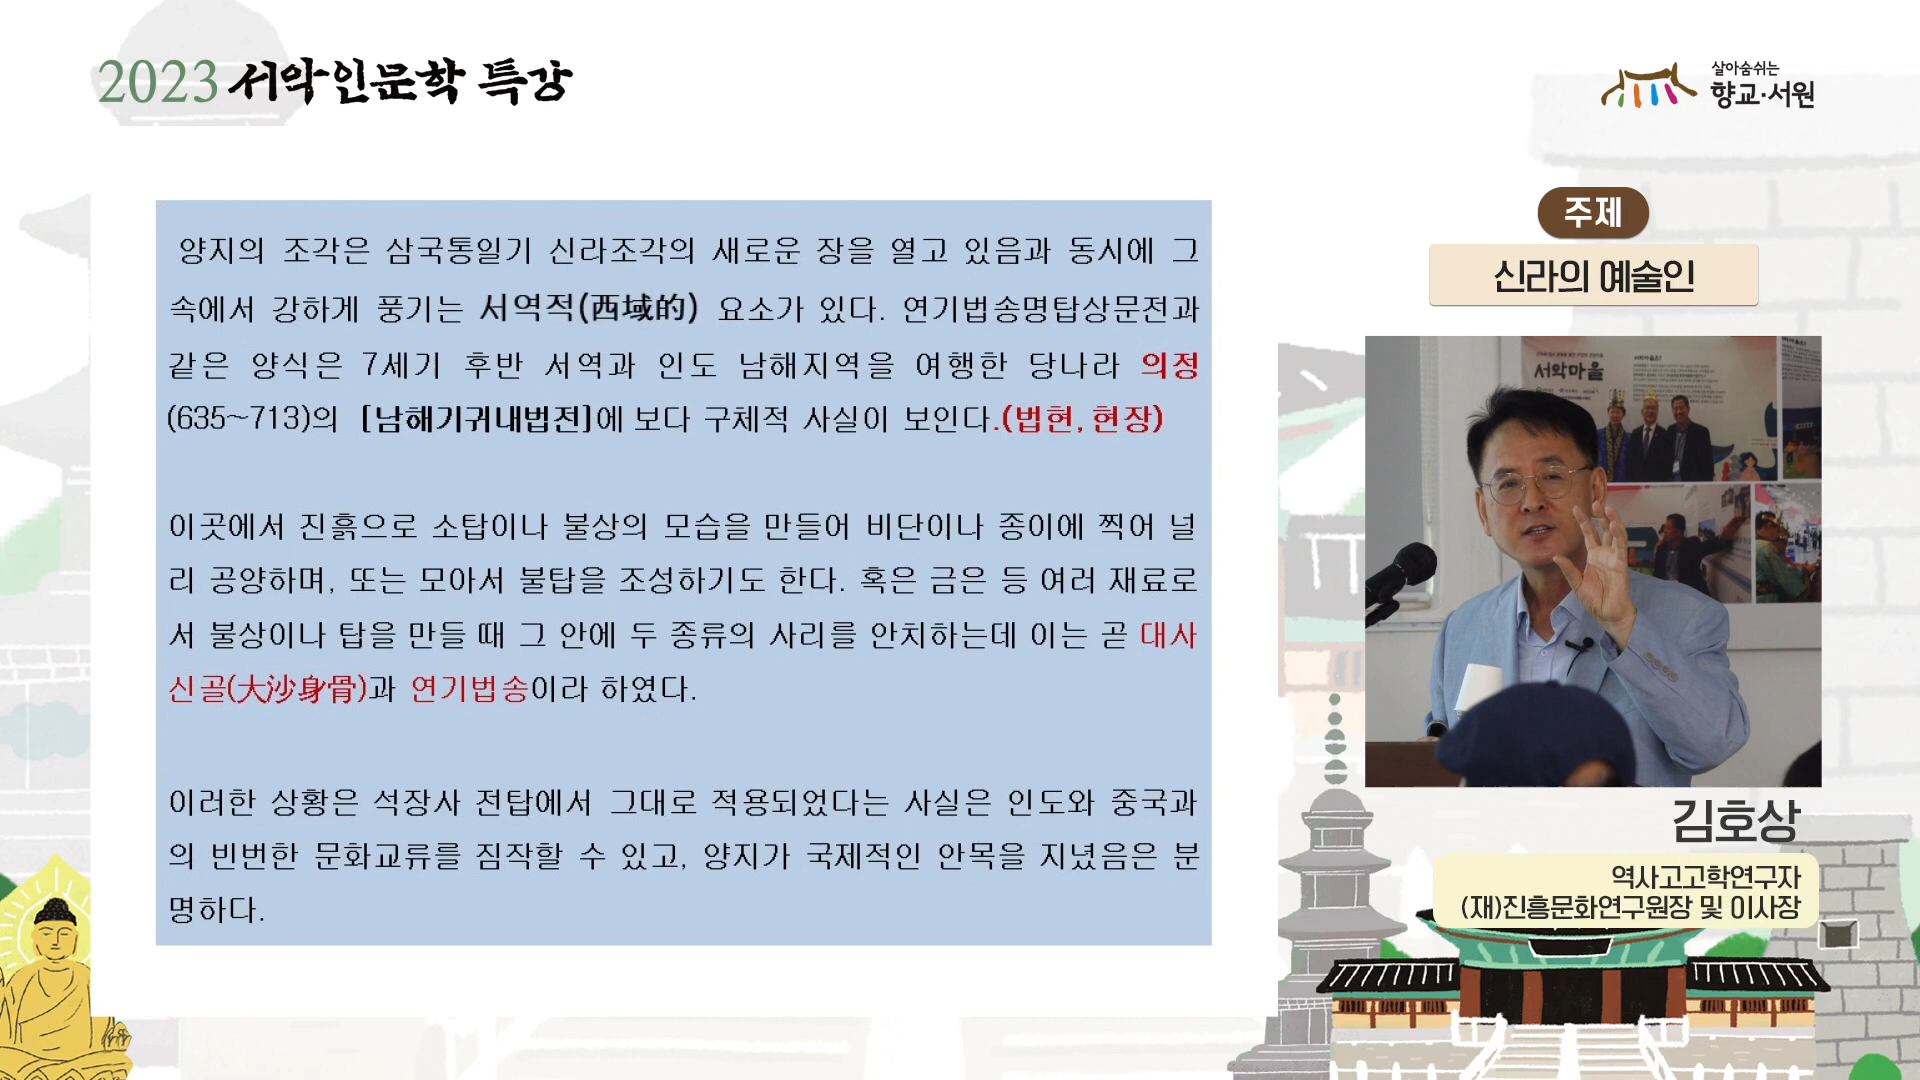 2023 서악인문학 특강
살아숨쉬는
향교·서원
양지의 조각은 삼국통일기 신라조각의 새로운 장을 열고 있음과 동시에 그
속에서 강하게 풍기는 서역적(西域的) 요소가 있다. 연기법송명탑상문전과
같은 양식은 7세기 후반 서역과 인도 남해지역을 여행한 당나라 의정
(635~713)의 [남해기귀내법전]에 보다 구체적 사실이 보인다.(법현, 현장)
이곳에서 진흙으로 소탑이나 불상의 모습을 만들어 비단이나 종이에 찍어 널
리 공양하며, 또는 모아서 불탑을 조성하기도 한다. 혹은 금은 등 여러 재료로
서 불상이나 탑을 만들 때 그 안에 두 종류의 사리를 안치하는데 이는 곧 대사
신골(大沙身骨)과 연기법송이라 하였다.
이러한 상황은 석장사 전탑에서 그대로 적용되었다는 사실은 인도와 중국과
의 빈번한 문화교류를 짐작할 수 있고, 양지가 국제적인 안목을 지녔음은 분
명하다.
주제
신라의 예술인
서악마을
김호상
역사고고학연구자
(재)진흥문화연구원장 및 이사장